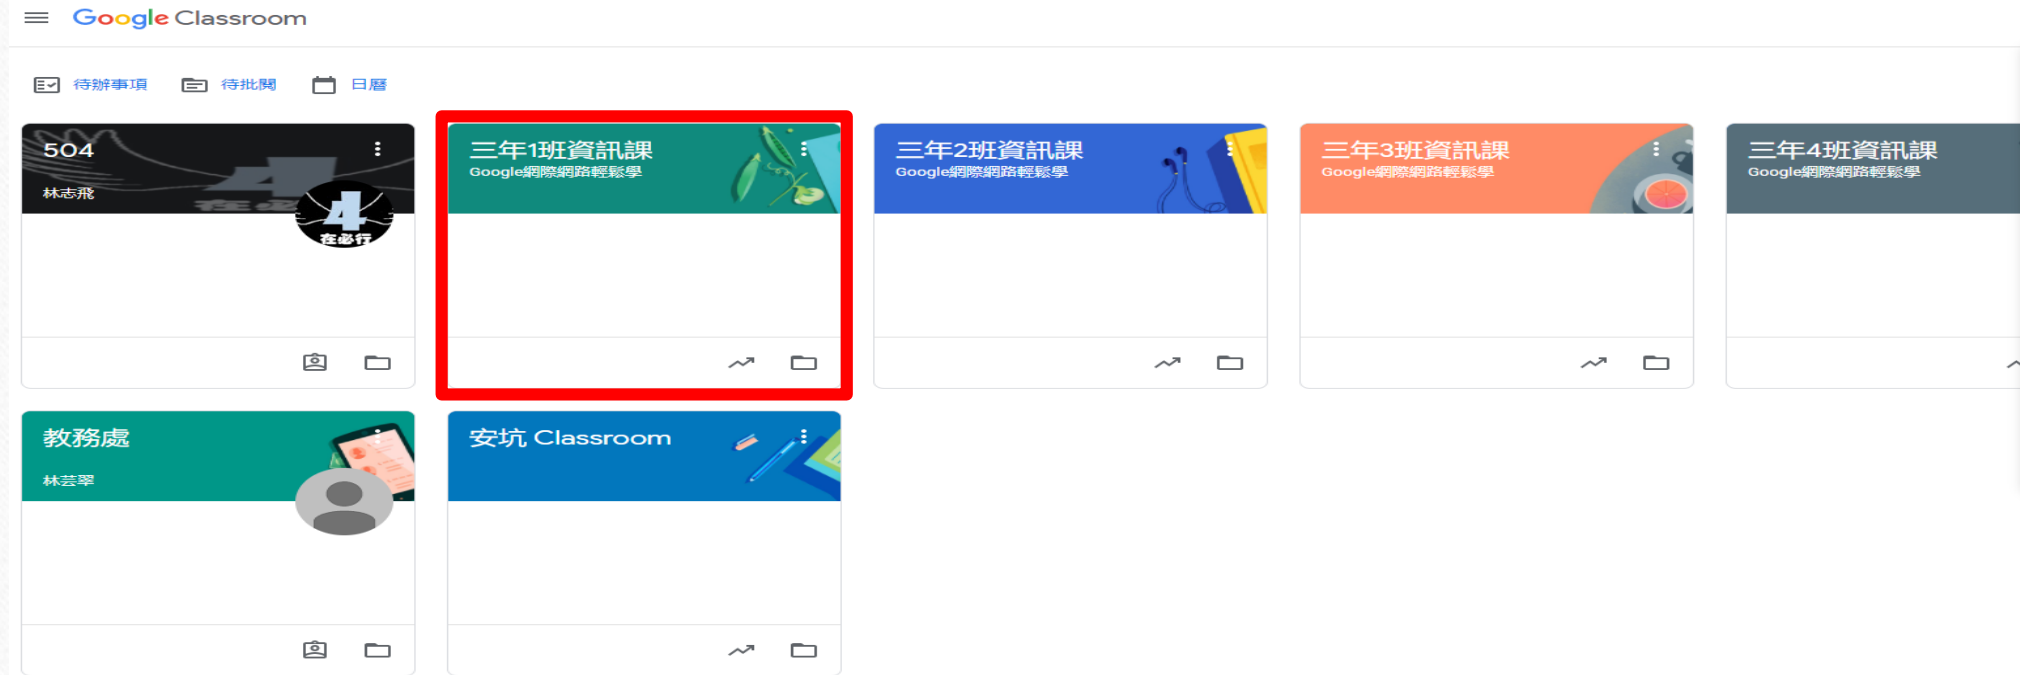 Google Classroom
待辦事項 待批閱 日曆
504
林志飛
4
在必行
三年1班資訊課
Google網際網路輕鬆學
三年2班資訊課
Google網際網路輕鬆學
三年3班資訊課
Google網際網路輕鬆學
三年4班資訊課
Google網際網路輕鬆學
教務處
林芸翠
安坑 Classroom